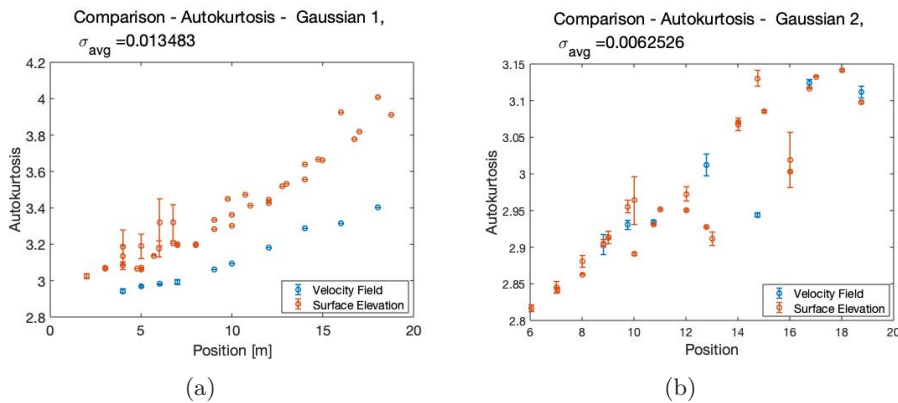 Comparison - Autokurtosis - Gaussian 1,
σavg =0.013483
4.2
4
3.8
3.6
3.4
3.2
3
2.8
Autokurtosis
0
5
10
15
20
Position [m]
Velocity Field
Surface Elevation
(a)
Comparison - Autokurtosis - Gaussian 2,
σavg =0.0062526
3.15
3.1
3.05
3
2.95
2.9
2.85
2.8
Autokurtosis
6
8
10
12
14
16
18
20
Position
Velocity Field
Surface Elevation
(b)